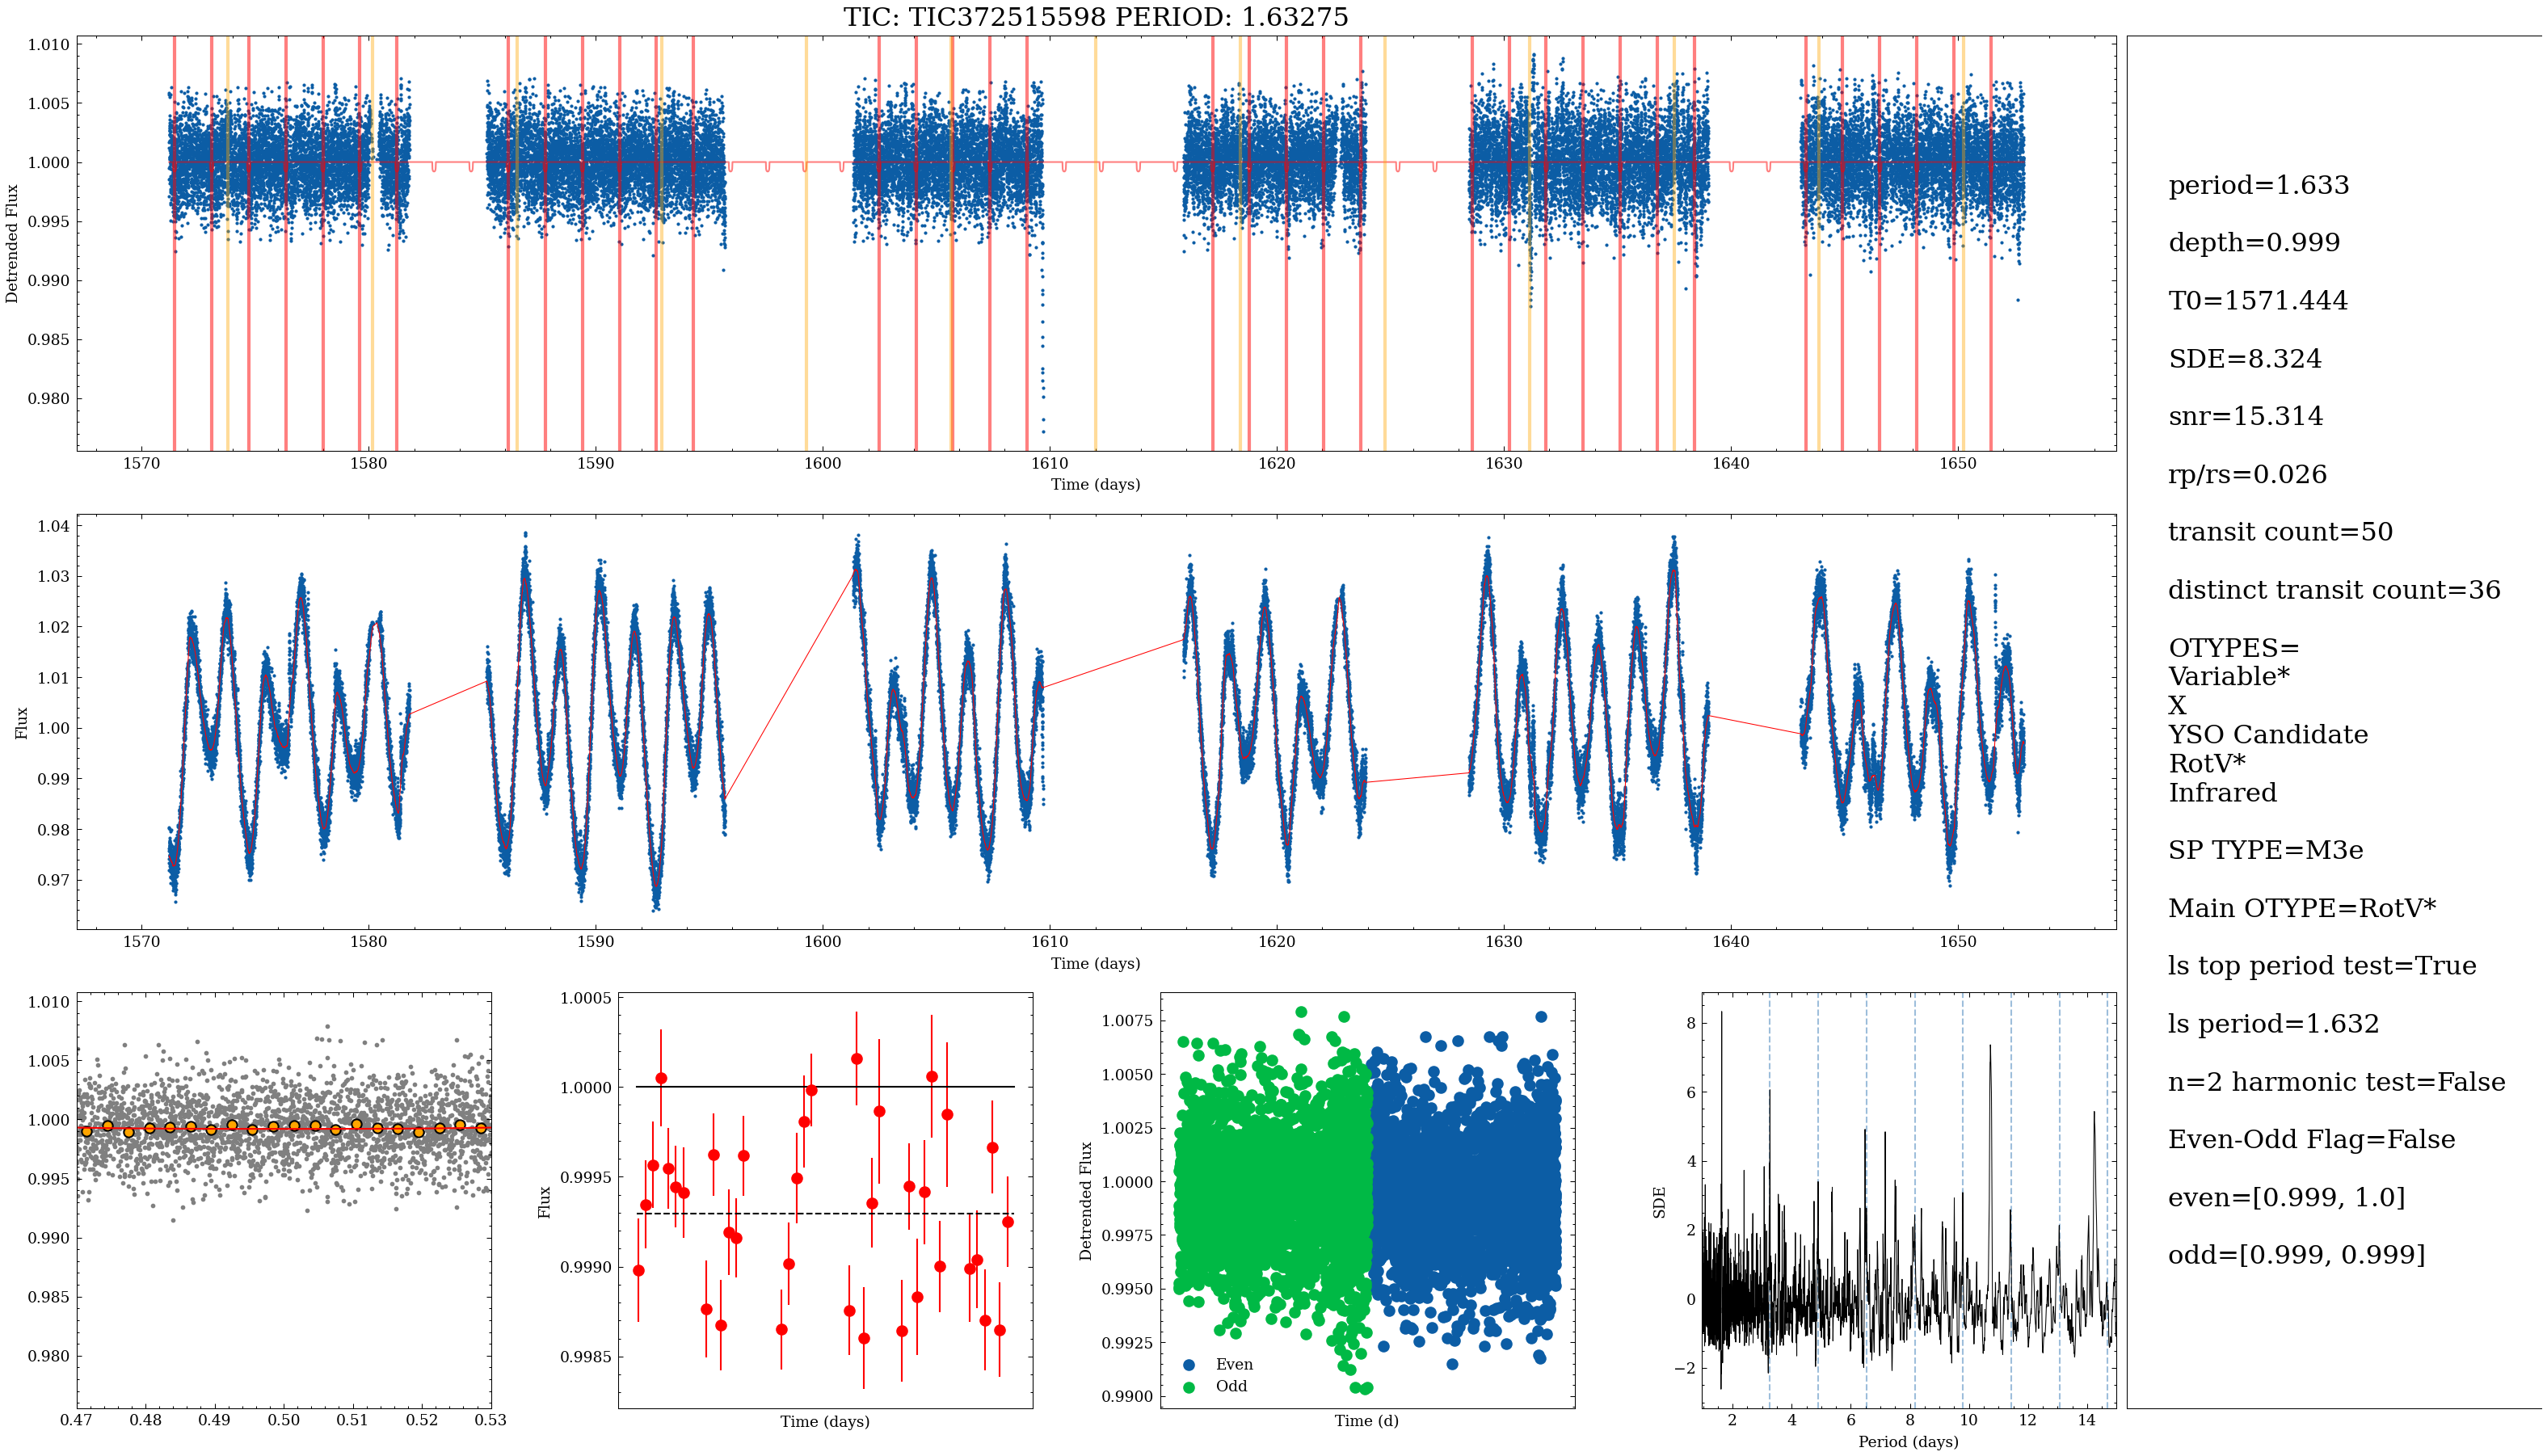 TIC: TIC372515598 PERIOD: 1.63275
1.010
1.005
1.000
0.995
0.990
0.985
0.980
Detrended Flux
1570 1580 1590 1600 1610 1620 1630 1640 1650
Time (days)
1.04
1.03
1.02
1.01
1.00
0.99
0.98
0.97
Flux
1570 1580 1590 1600 1610 1620 1630 1640 1650
Time (days)
1.010
1.005
1.000
0.995
0.990
0.985
0.980
0.47 0.48 0.49 0.50 0.51 0.52 0.53
1.0005
1.0000
0.9995
0.9990
0.9985
Flux
Time (days)
1.0075
1.0050
1.0025
1.0000
0.9975
0.9950
0.9925
0.9900
Detrended Flux
Even
Odd
Time (d)
8
6
4
2
0
−2
SDE
2 4 6 8 10 12 14
Period (days)
period=1.633
depth=0.999
T0=1571.444
SDE=8.324
snr=15.314
rp/rs=0.026
transit count=50
distinct transit count=36
OTYPES=
Variable*
X
YSO Candidate
RotV*
Infrared
SP TYPE=M3e
Main OTYPE=RotV*
ls top period test=True
ls period=1.632
n=2 harmonic test=False
Even-Odd Flag=False
even=[0.999, 1.0]
odd=[0.999, 0.999]